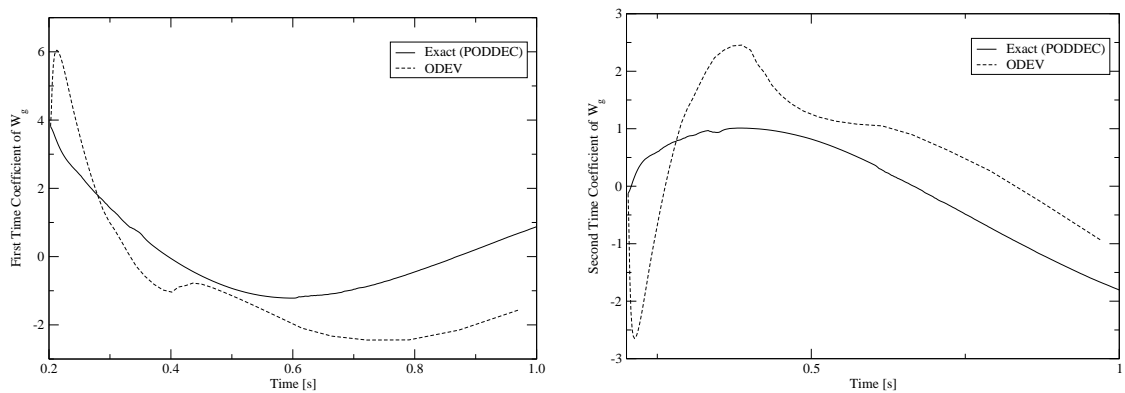 6
4
2
0
-2
0.2
0.4
0.6
0.8
1.0
Time [s]
First Time Coefficient of W_g
Exact (PODDEC)
ODEV
3
2
1
0
-1
-2
-3
0.5
1
Time [s]
Second Time Coefficient of W_g
Exact (PODDEC)
ODEV